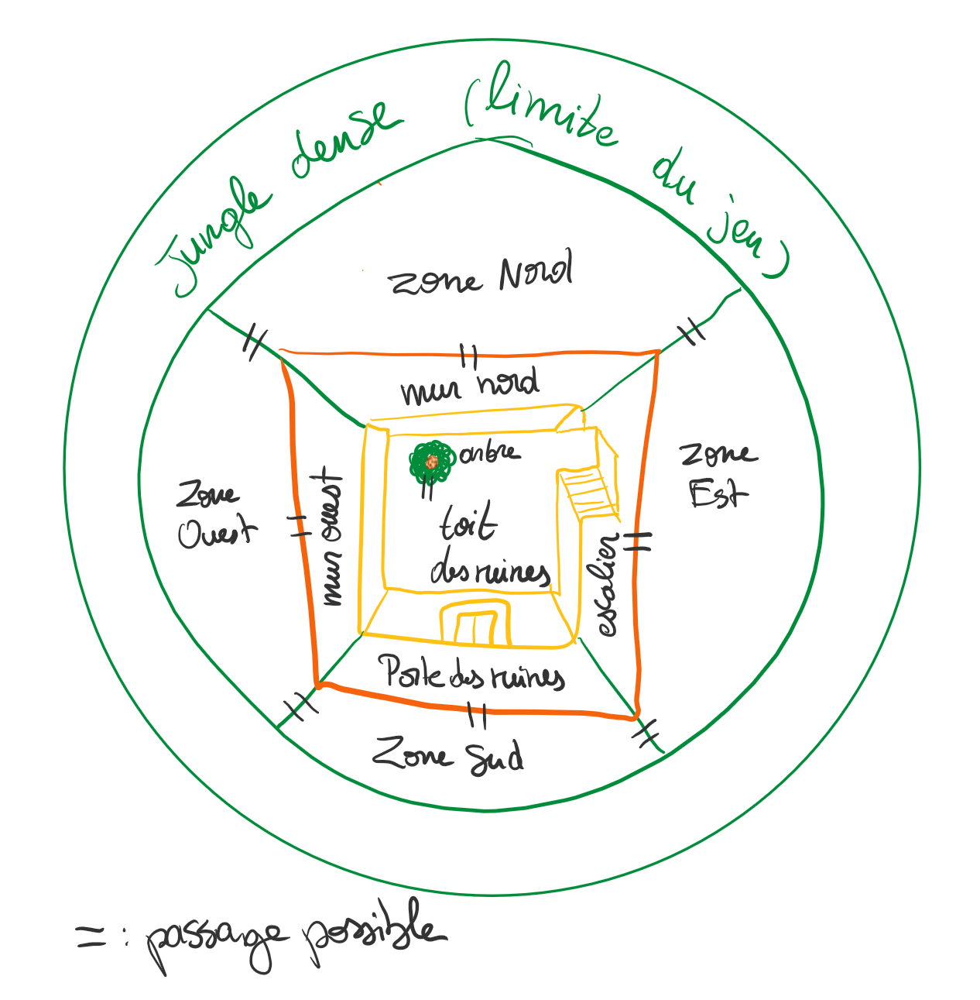 Jungle dense (limite du jeu)
zone Nord
mur nord
arbre
zone
Est
Zone
Ouest
mur ouest
toit
des ruines
escalier
Porte des ruines
Zone Sud
= : passage possible